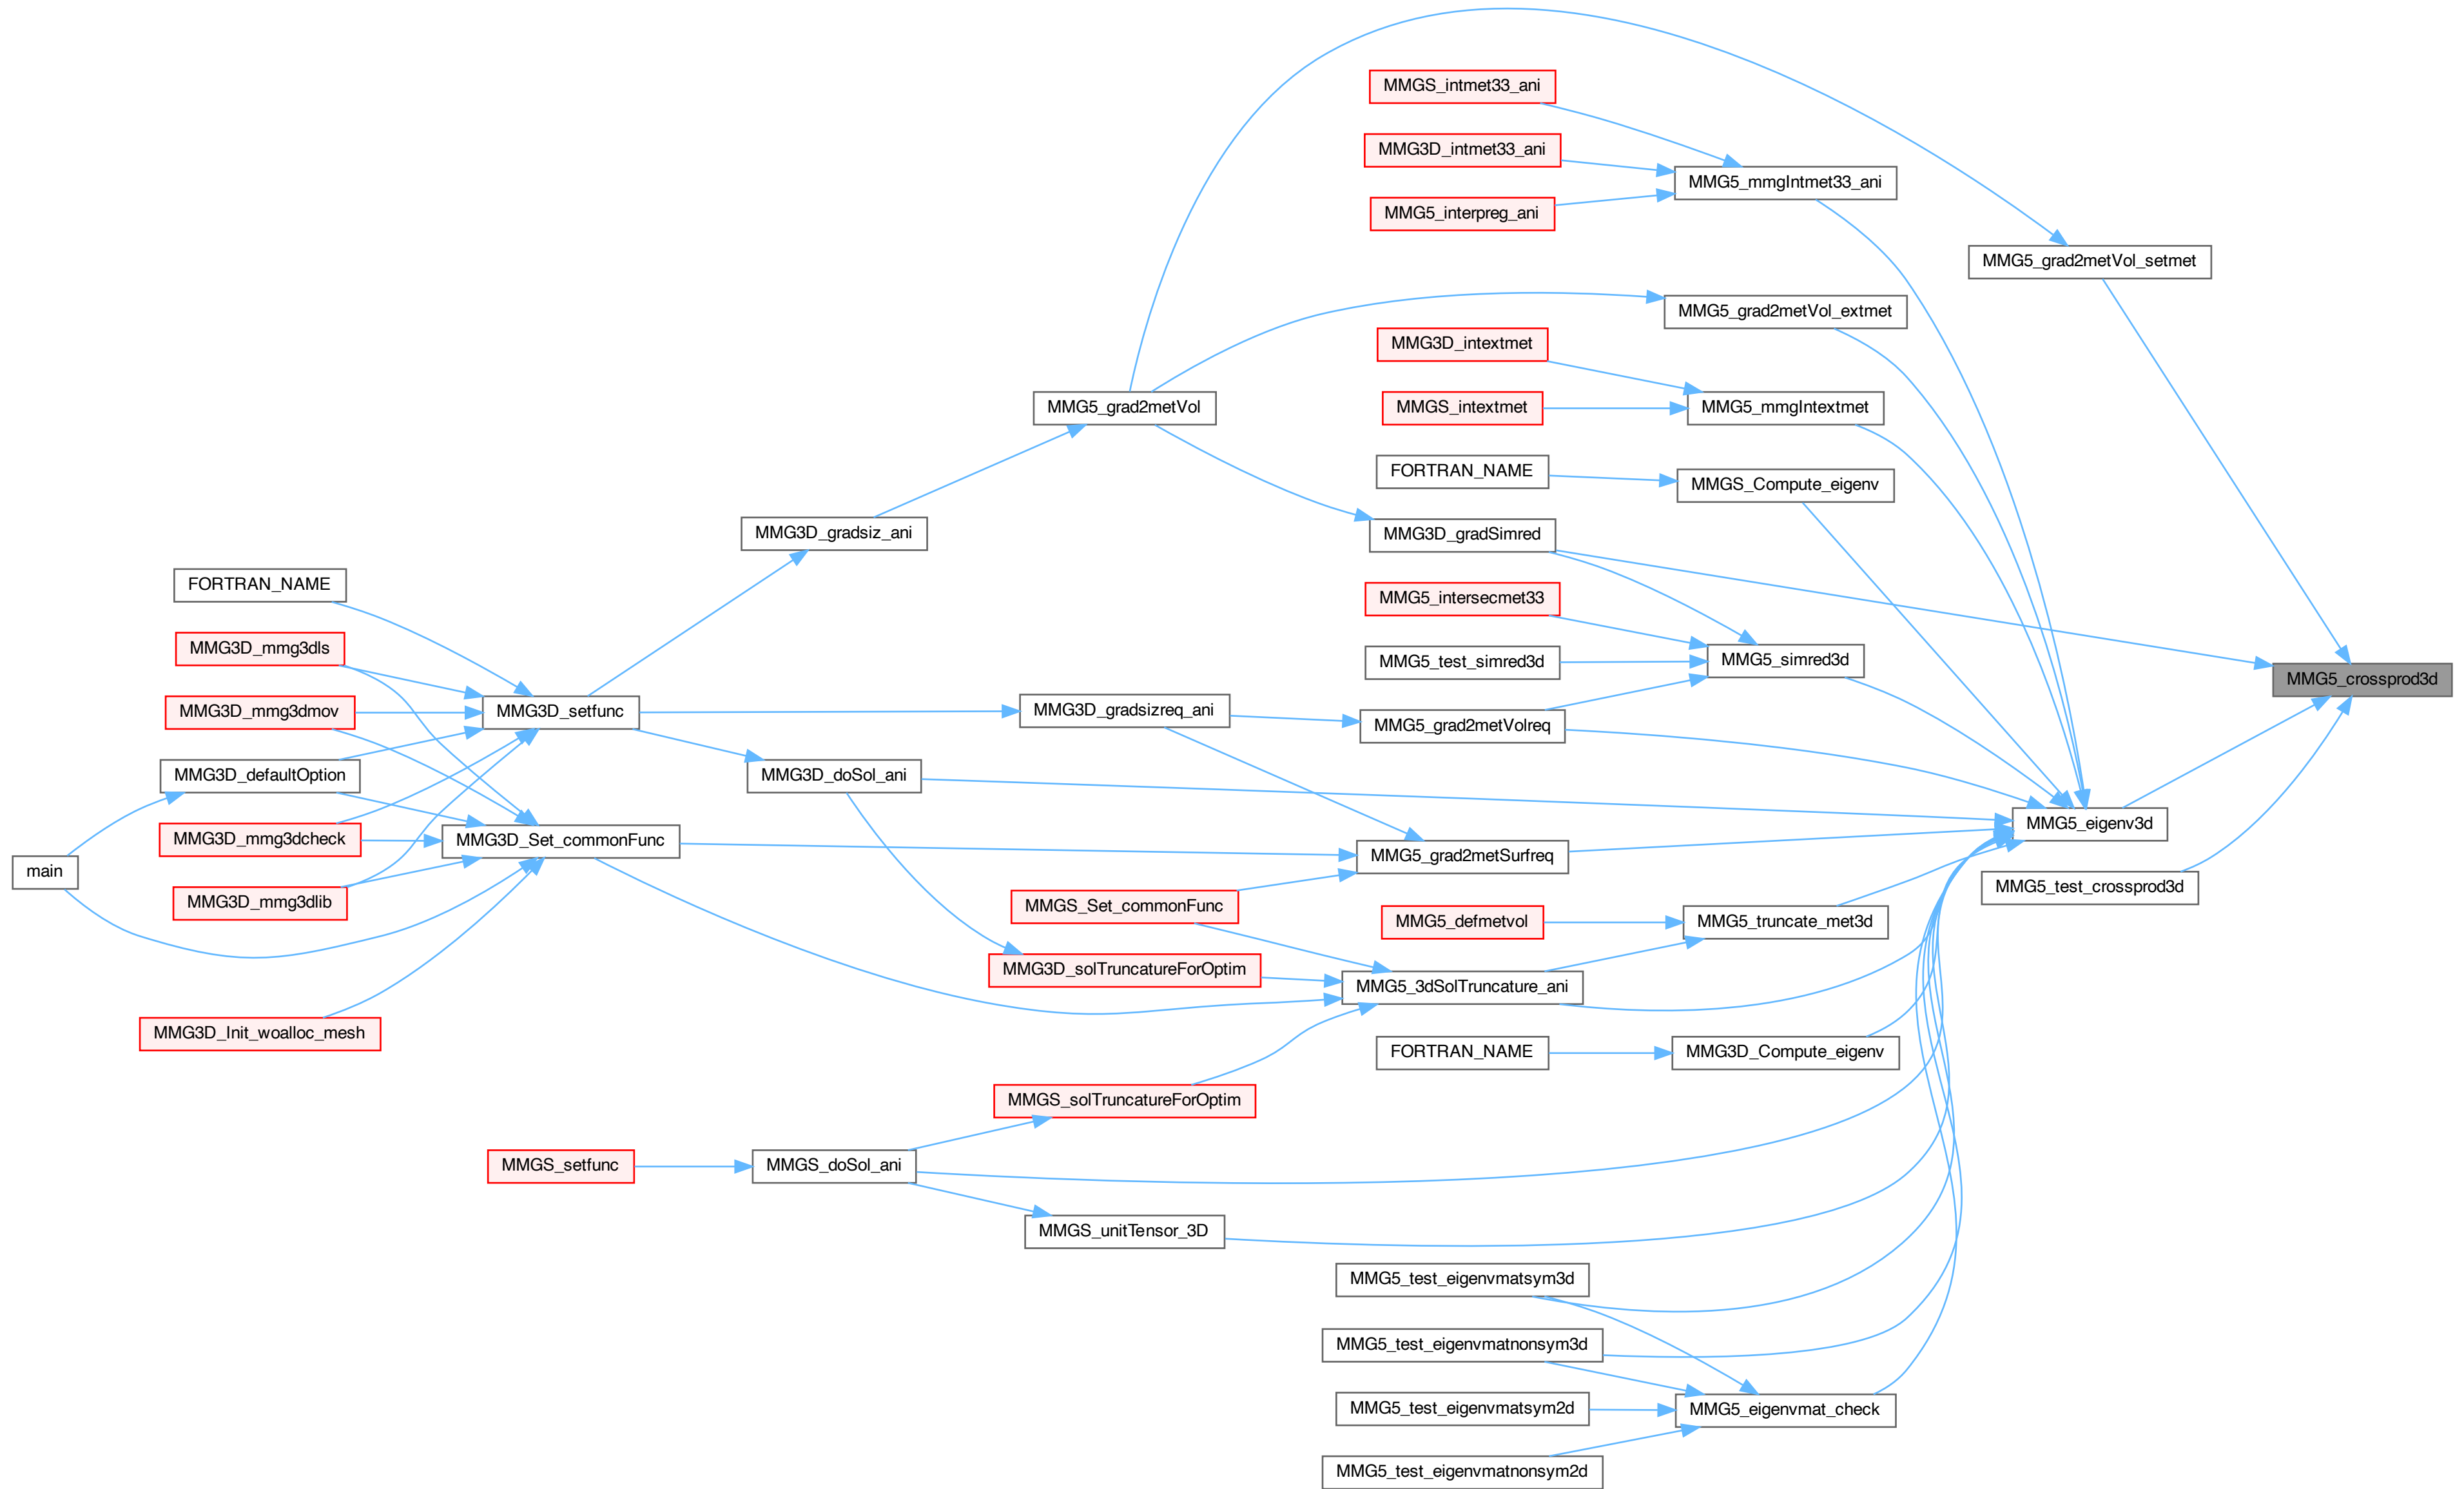 MMGS_intmet33_ani
MMG3D_intmet33_ani
MMG5_mmgIntmet33_ani
MMG5_interpreg_ani
MMG5_grad2metVol_setmet
MMG5_grad2metVol_extmet
MMG3D_intextmet
MMG5_grad2metVol
MMGS_intextmet
MMG5_mmgIntextmet
FORTRAN_NAME
MMGS_Compute_eigenv
MMG3D_gradsiz_ani
MMG3D_gradSimred
FORTRAN_NAME
MMG5_intersecmet33
MMG3D_mmg3dls
MMG5_test_simred3d
MMG5_simred3d
MMG5_crossprod3d
MMG3D_mmg3dmov
MMG3D_setfunc
MMG3D_gradsizreq_ani
MMG5_grad2metVolreq
MMG3D_defaultOption
MMG3D_doSol_ani
MMG5_eigenv3d
MMG3D_mmg3dcheck
MMG3D_Set_commonFunc
MMG5_grad2metSurfreq
main
MMG5_test_crossprod3d
MMG3D_mmg3dlib
MMGS_Set_commonFunc
MMG5_defmetvol
MMG5_truncate_met3d
MMG3D_solTruncatureForOptim
MMG5_3dSolTruncature_ani
MMG3D_Init_woalloc_mesh
FORTRAN_NAME
MMG3D_Compute_eigenv
MMGS_solTruncatureForOptim
MMGS_setfunc
MMGS_doSol_ani
MMGS_unitTensor_3D
MMG5_test_eigenvmatsym3d
MMG5_test_eigenvmatnonsym3d
MMG5_test_eigenvmatsym2d
MMG5_eigenvmat_check
MMG5_test_eigenvmatnonsym2d